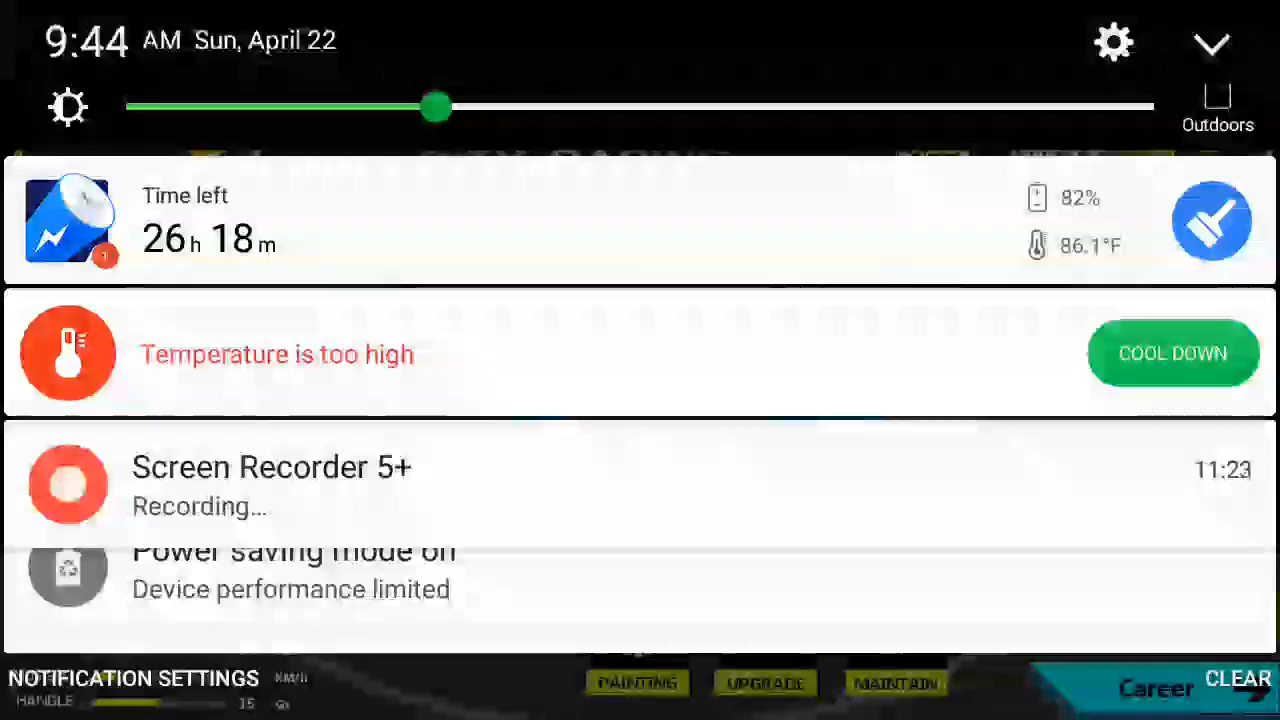 9:44 AM Sun, April 22
Outdoors
Time left
26h 18m
82%
86.1°F
Temperature is too high
COOL DOWN
Screen Recorder 5+
11:23
Recording...
Power saving mode on
Device performance limited
NOTIFICATION SETTINGS
KM/H
HANDLE
15
PAINTING
UPGRADE
MAINTAIN
Career
CLEAR